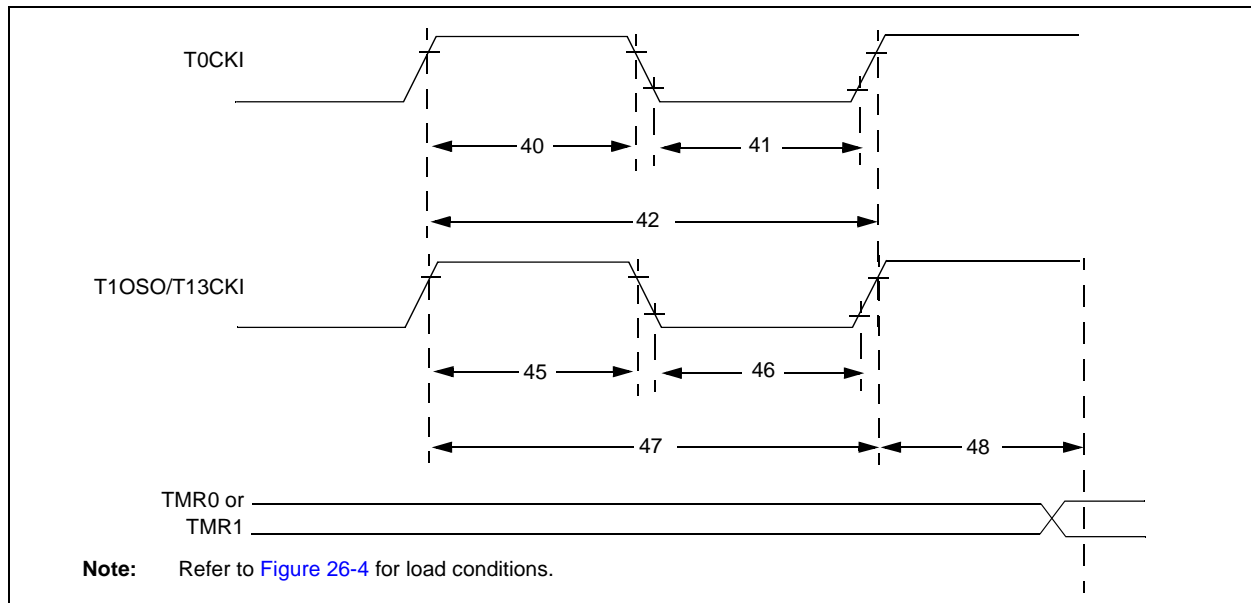 T0CKI
40
41
42
T1OSO/T13CKI
45
46
47
48
TMR0 or
TMR1
Note: Refer to Figure 26-4 for load conditions.